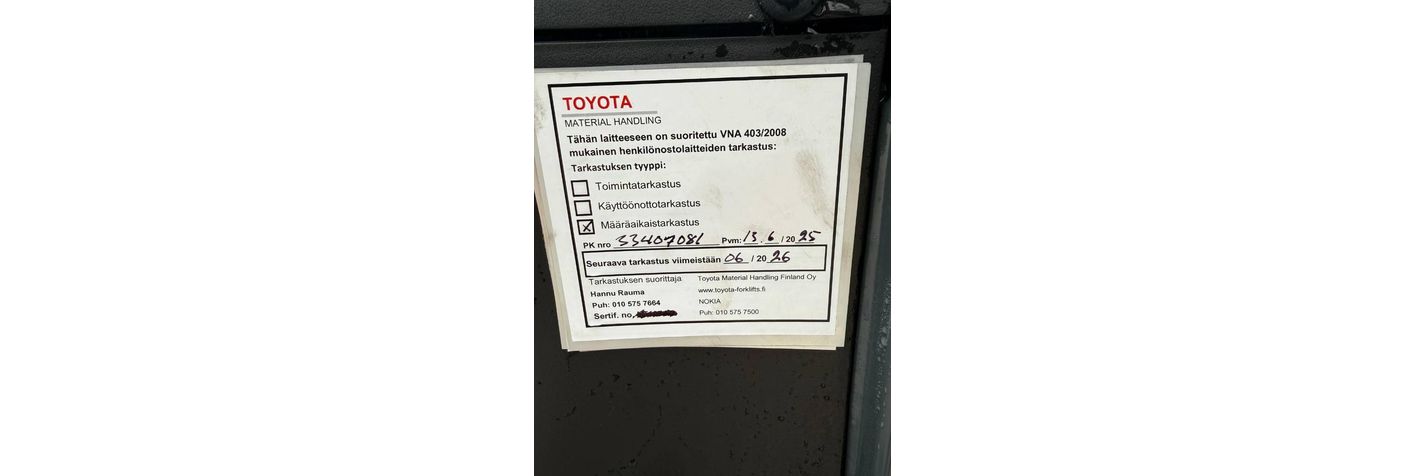 TOYOTA
MATERIAL HANDLING
Tähän laitteeseen on suoritettu VNA 403/2008
mukainen henkilönostolaitteiden tarkastus:
Tarkastuksen tyyppi:
Toimintatarkastus
Käyttöönottotarkastus
X Määräaikaistarkastus
PK nro 33407081 Pvm: 13.6 / 2025
Seuraava tarkastus viimeistään 06 / 2026
Tarkastuksen suorittaja
Hannu Rauma
Puh: 010 575 7664
Sertif. no,
Toyota Material Handling Finland Oy
www.toyota-forklifts.fi
NOKIA
Puh: 010 575 7500